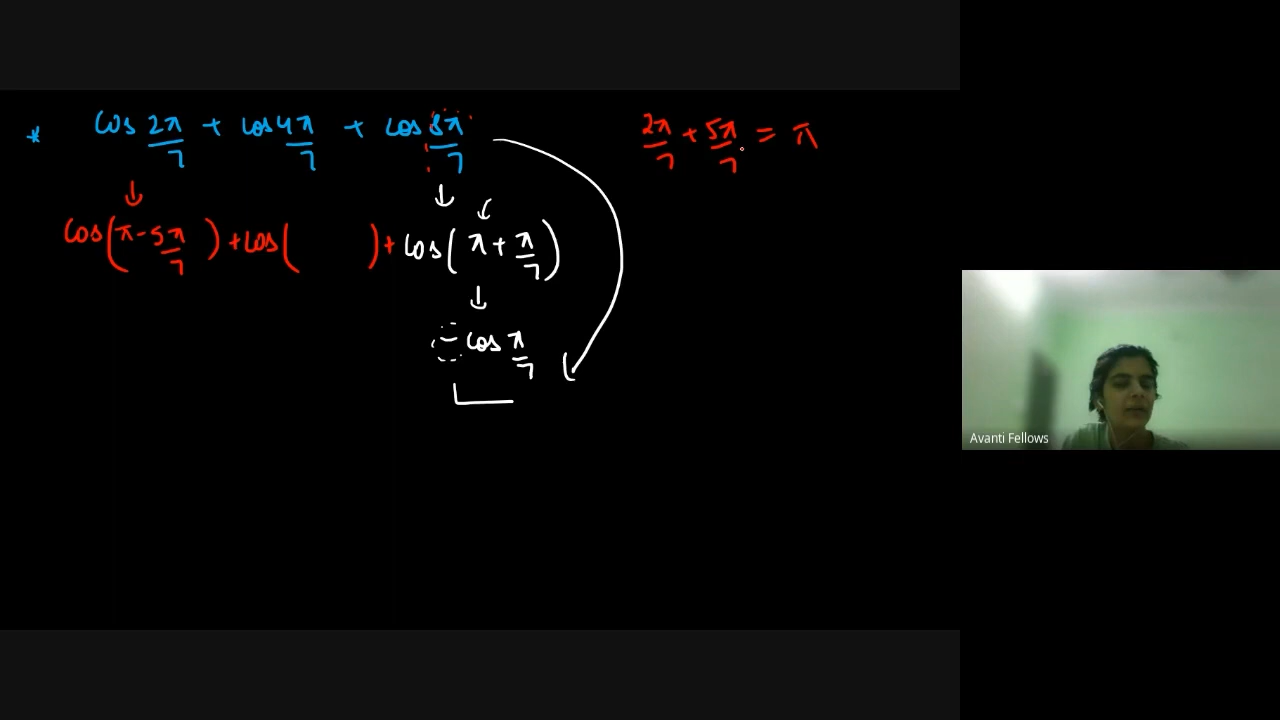 * cos 2π/7 + cos 4π/7 + cos 8π/7
2π/7 + 5π/7 = π
cos(π - 5π/7) + cos( ) + cos(π + π/7)
- cos π/7
Avanti Fellows